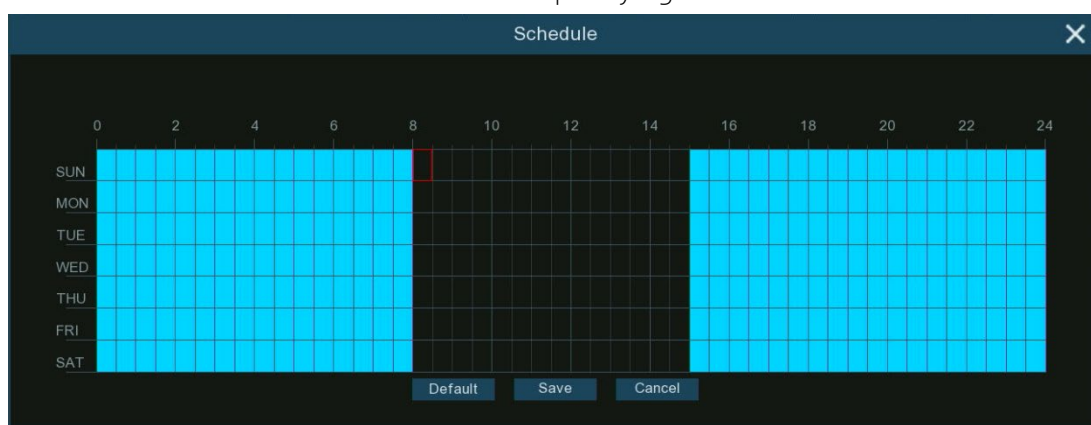 Schedule
0 2 4 6 8 10 12 14 16 18 20 22 24
SUN
MON
TUE
WED
THU
FRI
SAT
Default Save Cancel